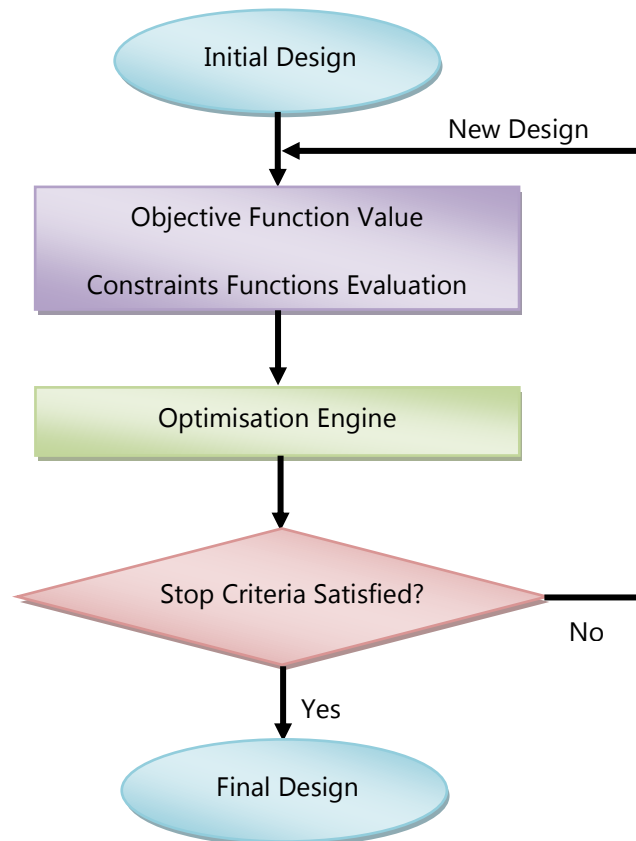 Initial Design
New Design
Objective Function Value
Constraints Functions Evaluation
Optimisation Engine
Stop Criteria Satisfied?
No
Yes
Final Design